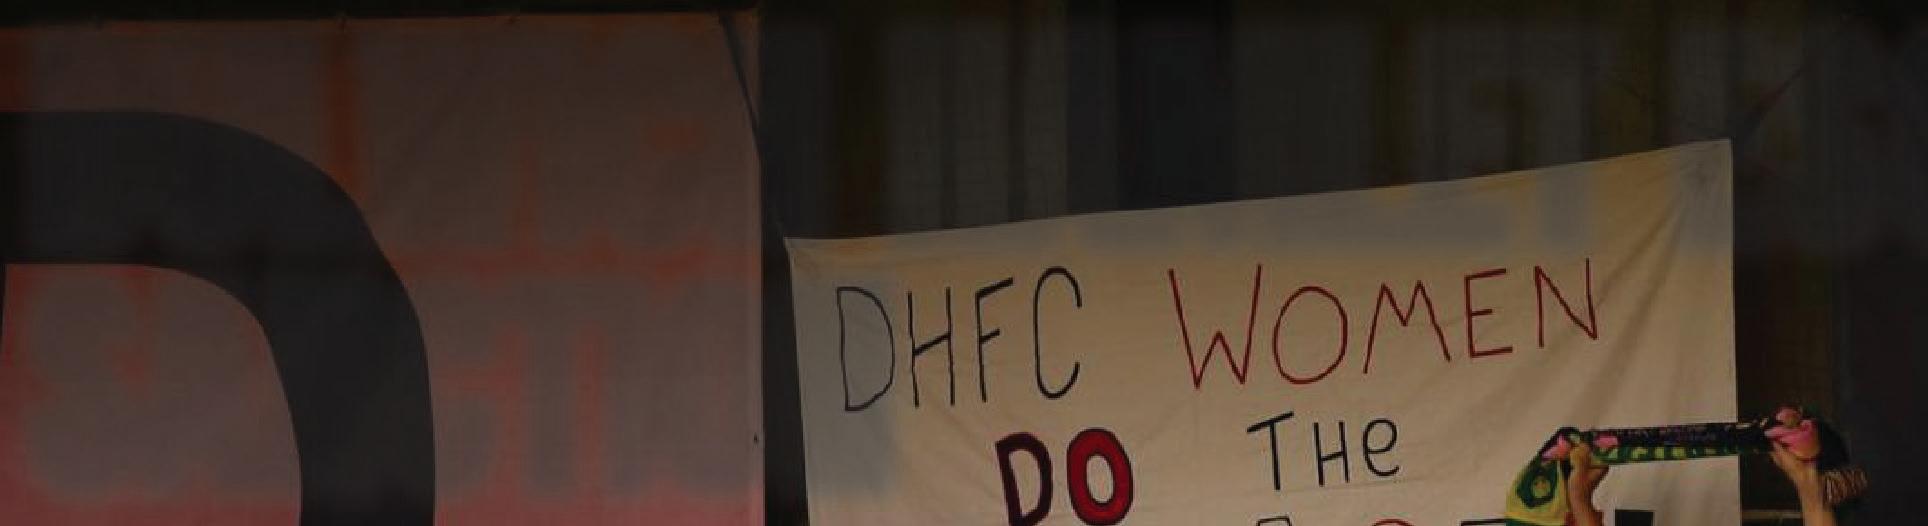 DHFC WOMEN
DO THe